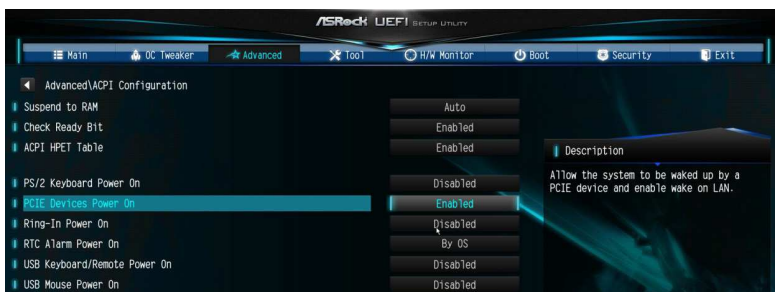 ASRock UEFI SETUP UTILITY
Main OC Tweaker Advanced Tool H/W Monitor Boot Security Exit
Advanced\ACPI Configuration
Suspend to RAM Auto
Check Ready Bit Enabled
ACPI HPET Table Enabled
Description
Allow the system to be waked up by a
PCIE device and enable wake on LAN.
PS/2 Keyboard Power On Disabled
PCIE Devices Power On Enabled
Ring-In Power On Disabled
RTC Alarm Power On By OS
USB Keyboard/Remote Power On Disabled
USB Mouse Power On Disabled